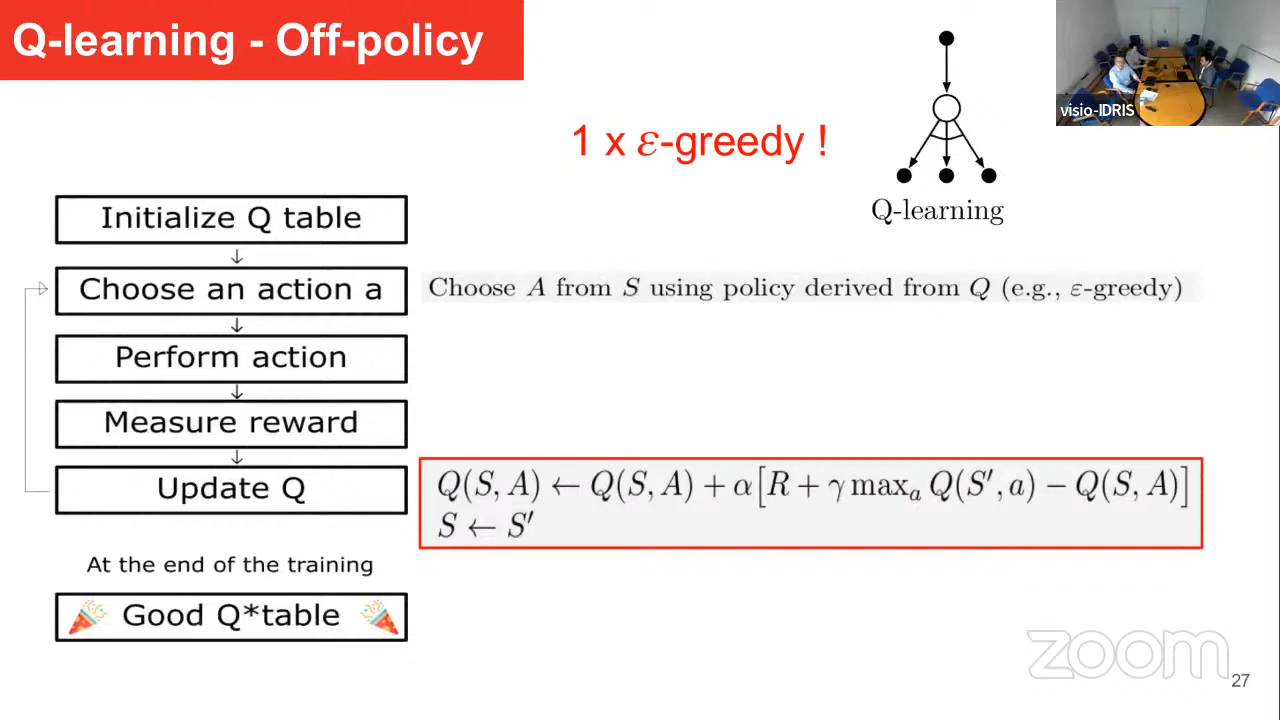 Q-learning - Off-policy
visio-IDRIS
1 x ε-greedy !
Q-learning
Initialize Q table
Choose an action a
Choose A from S using policy derived from Q (e.g., ε-greedy)
Perform action
Measure reward
Update Q
Q(S, A) ← Q(S, A) + α[R + γ maxₐ Q(S′, a) − Q(S, A)]
S ← S′
At the end of the training
Good Q*table
zoom
27